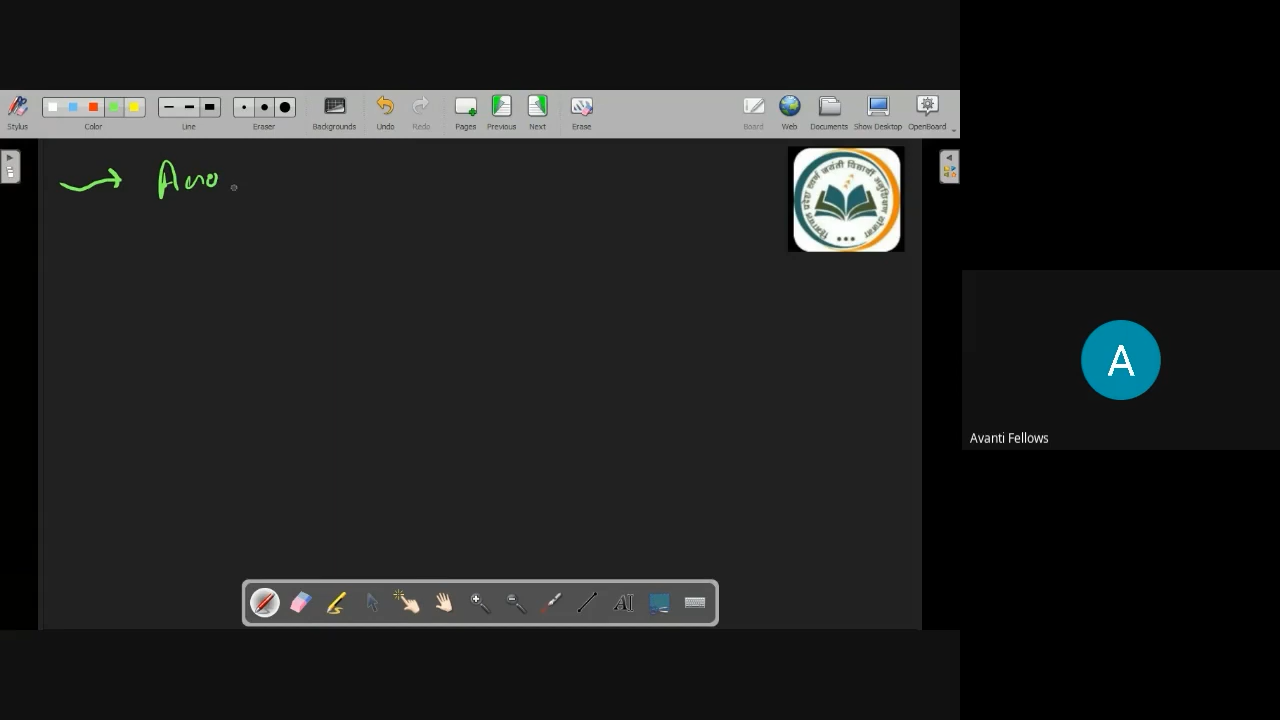 Stylus Color Line Eraser Backgrounds Undo Redo Pages Previous Next Erase Board Web Documents Show Desktop OpenBoard
→
A
Avanti Fellows